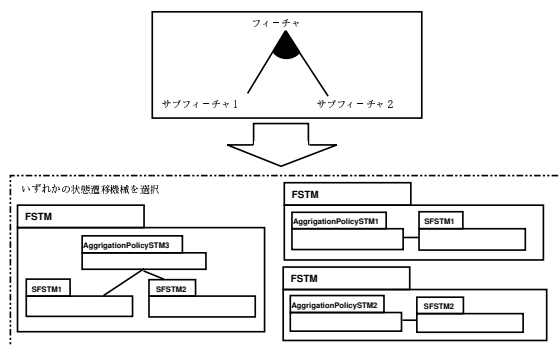 フィーチャ
サブフィーチャ1
サブフィーチャ2
いずれかの状態遷移機械を選択
FSTM
AggrigationPolicySTM3
SFSTM1
SFSTM2
FSTM
AggrigationPolicySTM1
SFSTM1
FSTM
AggrigationPolicySTM2
SFSTM2